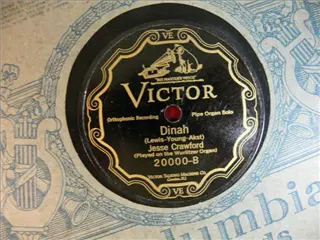 VE
"HIS MASTER'S VOICE"
VICTOR
Orthophonic Recording
Pipe Organ Solo
Dinah
(Lewis-Young-Akst)
Jesse Crawford
(Played on the Wurlitzer Organ)
20000-B
VICTOR TALKING MACHINE CO.
Camden, N.J.
VE